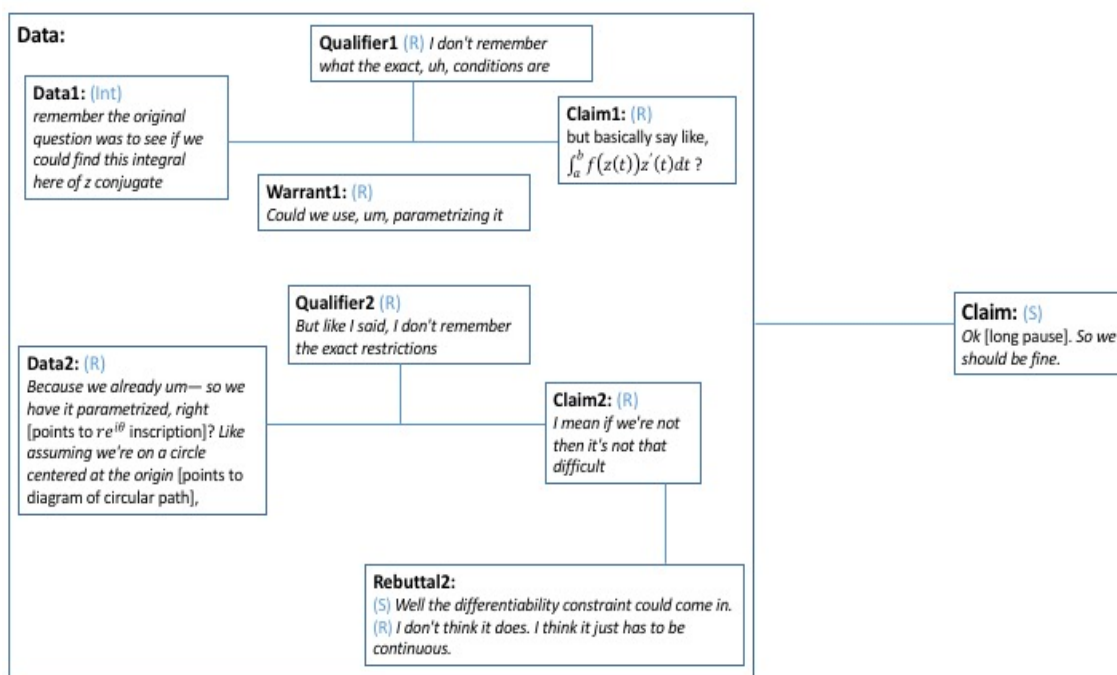 Data:
Qualifier1 (R) I don't remember
what the exact, uh, conditions are
Data1: (Int)
remember the original
question was to see if we
could find this integral
here of z conjugate
Claim1: (R)
but basically say like,
∫ₐᵇ f(z(t))z′(t)dt ?
Warrant1: (R)
Could we use, um, parametrizing it
Qualifier2 (R)
But like I said, I don't remember
the exact restrictions
Data2: (R)
Because we already um— so we
have it parametrized, right
[points to re^{iθ} inscription]? Like
assuming we're on a circle
centered at the origin [points to
diagram of circular path],
Claim2: (R)
I mean if we're not
then it's not that
difficult
Rebuttal2:
(S) Well the differentiability constraint could come in.
(R) I don't think it does. I think it just has to be
continuous.
Claim: (S)
Ok [long pause]. So we
should be fine.